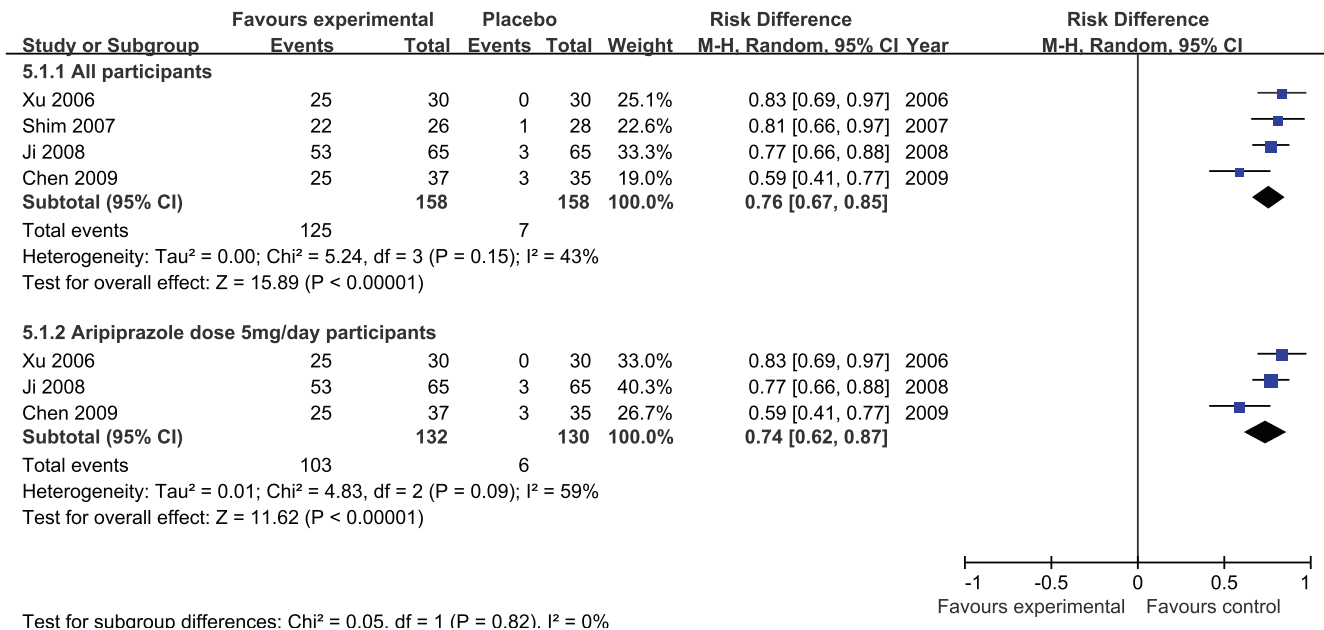 Favours experimental Placebo Risk Difference Risk Difference
Study or Subgroup Events Total Events Total Weight M-H, Random, 95% CI Year M-H, Random, 95% CI
5.1.1 All participants
Xu 2006 25 30 0 30 25.1% 0.83 [0.69, 0.97] 2006
Shim 2007 22 26 1 28 22.6% 0.81 [0.66, 0.97] 2007
Ji 2008 53 65 3 65 33.3% 0.77 [0.66, 0.88] 2008
Chen 2009 25 37 3 35 19.0% 0.59 [0.41, 0.77] 2009
Subtotal (95% CI) 158 158 100.0% 0.76 [0.67, 0.85]
Total events 125 7
Heterogeneity: Tau² = 0.00; Chi² = 5.24, df = 3 (P = 0.15); I² = 43%
Test for overall effect: Z = 15.89 (P < 0.00001)
5.1.2 Aripiprazole dose 5mg/day participants
Xu 2006 25 30 0 30 33.0% 0.83 [0.69, 0.97] 2006
Ji 2008 53 65 3 65 40.3% 0.77 [0.66, 0.88] 2008
Chen 2009 25 37 3 35 26.7% 0.59 [0.41, 0.77] 2009
Subtotal (95% CI) 132 130 100.0% 0.74 [0.62, 0.87]
Total events 103 6
Heterogeneity: Tau² = 0.01; Chi² = 4.83, df = 2 (P = 0.09); I² = 59%
Test for overall effect: Z = 11.62 (P < 0.00001)
-1 -0.5 0 0.5 1
Favours experimental Favours control
Test for subgroup differences: Chi² = 0.05, df = 1 (P = 0.82), I² = 0%